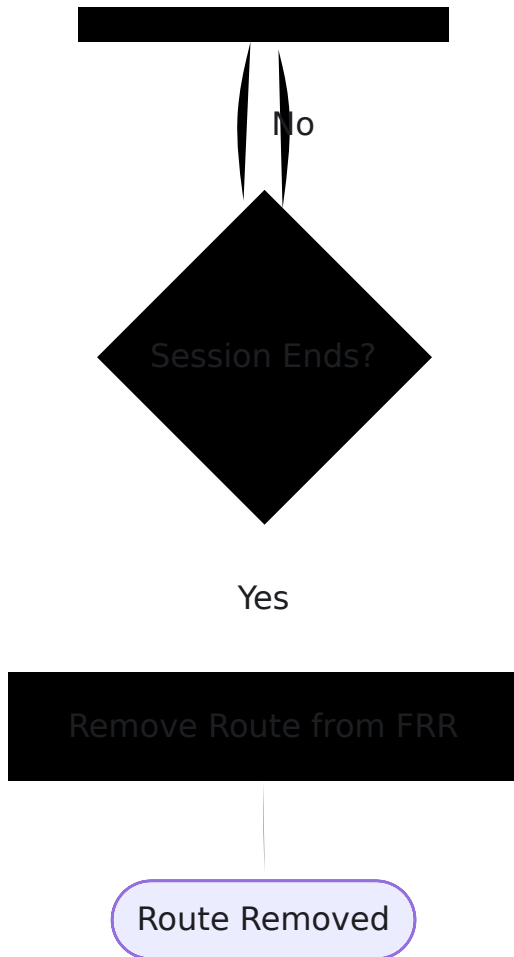 No
Session Ends?
Yes
Remove Route from FRR
Route Removed